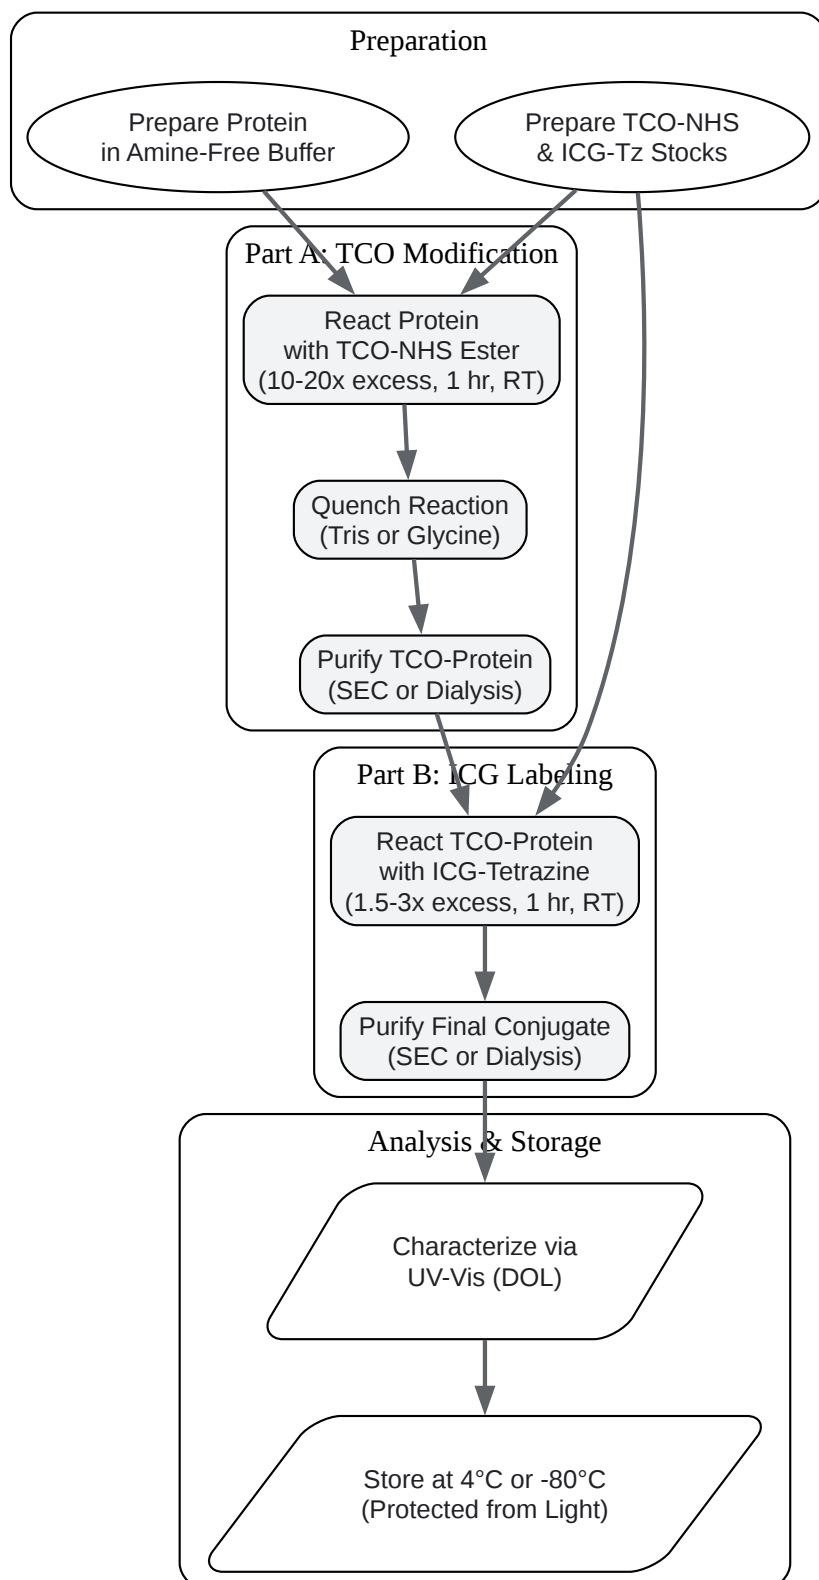 Preparation
Prepare Protein
in Amine-Free Buffer
Prepare TCO-NHS
& ICG-Tz Stocks
Part A: TCO Modification
React Protein
with TCO-NHS Ester
(10-20x excess, 1 hr, RT)
Quench Reaction
(Tris or Glycine)
Purify TCO-Protein
(SEC or Dialysis)
Part B: ICG Labeling
React TCO-Protein
with ICG-Tetrazine
(1.5-3x excess, 1 hr, RT)
Purify Final Conjugate
(SEC or Dialysis)
Analysis & Storage
Characterize via
UV-Vis (DOL)
Store at 4°C or -80°C
(Protected from Light)